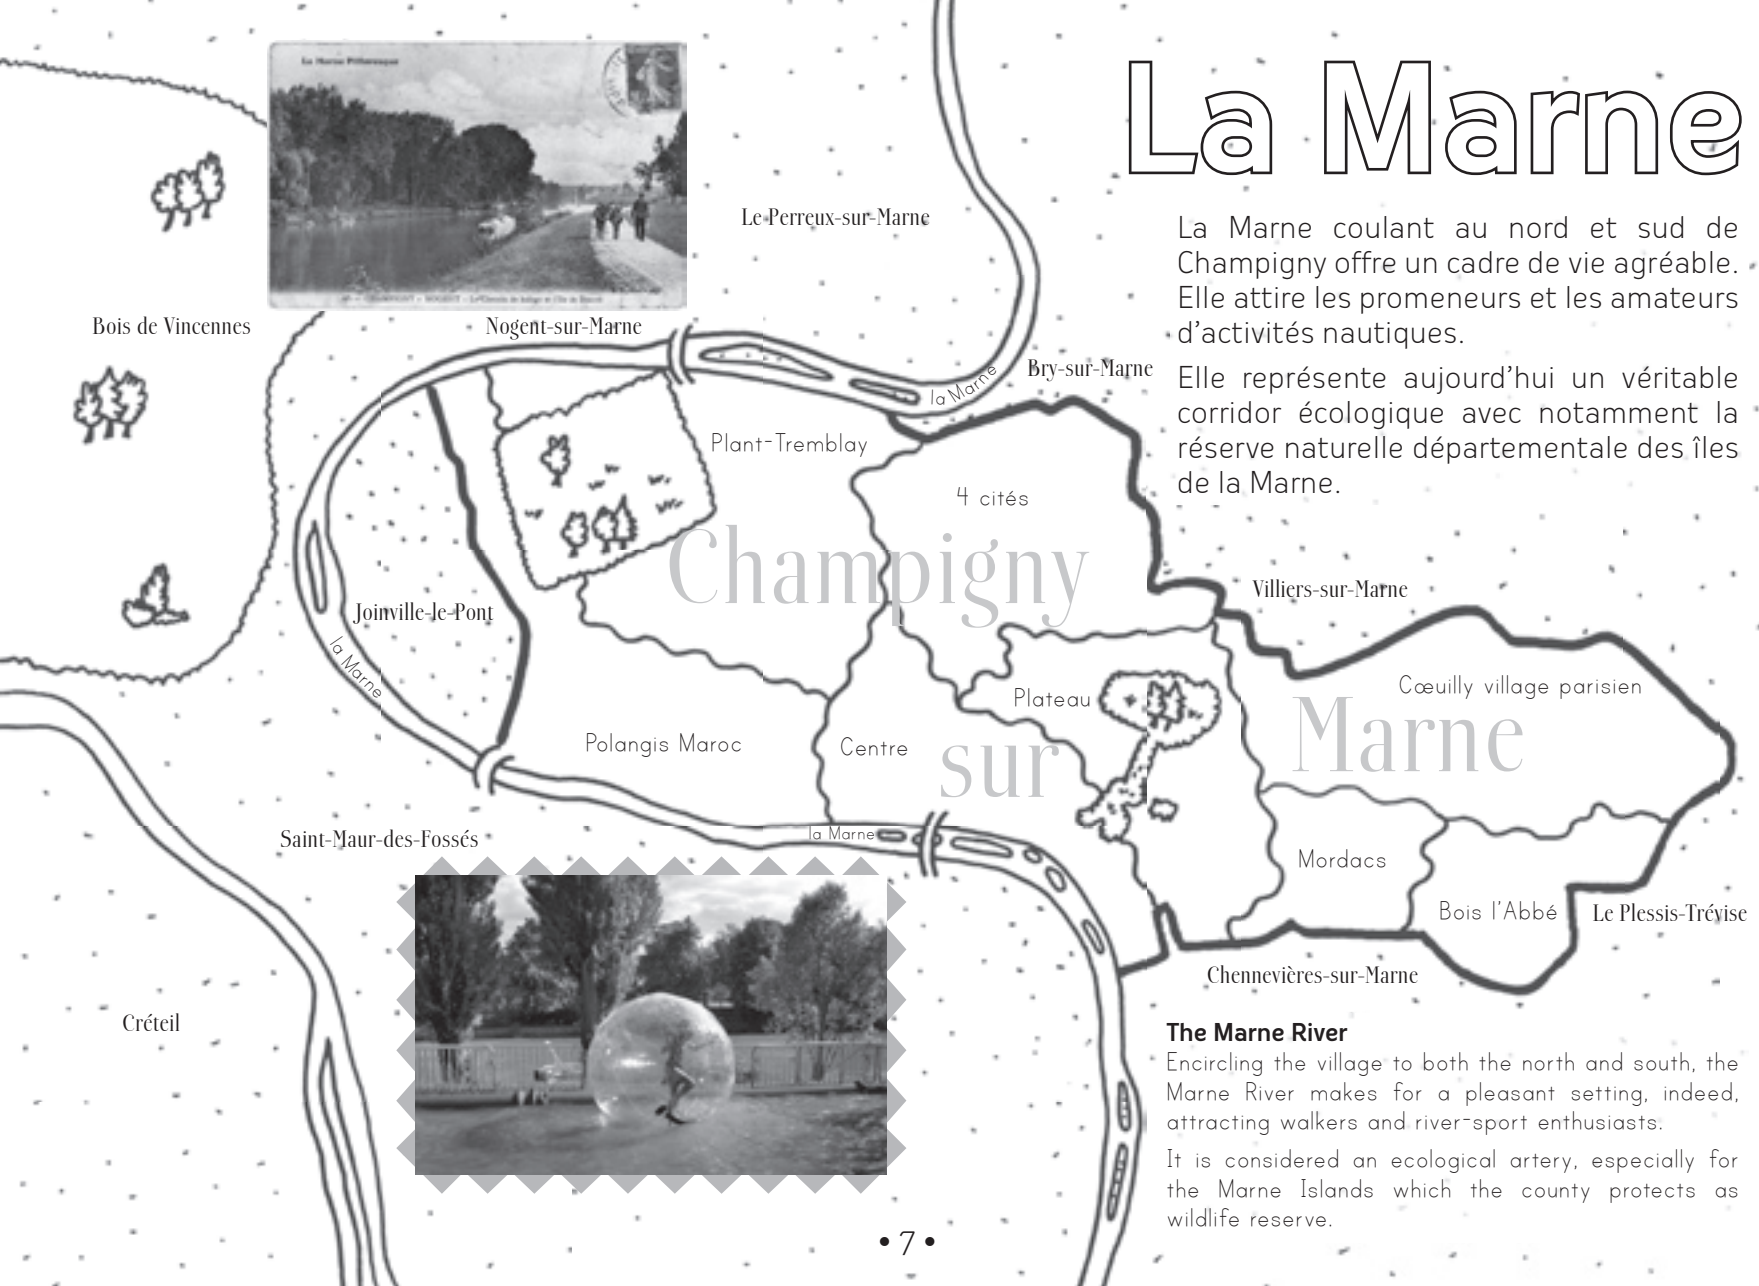 La Marne
La Marne coulant au nord et sud de
Champigny offre un cadre de vie agréable.
Elle attire les promeneurs et les amateurs
d'activités nautiques.
Elle représente aujourd'hui un véritable
corridor écologique avec notamment la
réserve naturelle départementale des îles
de la Marne.
La Marne Pittoresque
Le Perreux-sur-Marne
Bois de Vincennes
Nogent-sur-Marne
Bry-sur-Marne
la Marne
Plant-Tremblay
4 cités
Champigny
Villiers-sur-Marne
Joinville-le-Pont
la Marne
Cœuilly village parisien
Plateau
Marne
Polangis Maroc
Centre
sur
Saint-Maur-des-Fossés
la Marne
Mordacs
Bois l'Abbé
Le Plessis-Trévise
Chennevières-sur-Marne
Créteil
The Marne River
Encircling the village to both the north and south, the
Marne River makes for a pleasant setting, indeed,
attracting walkers and river-sport enthusiasts.
It is considered an ecological artery, especially for
the Marne Islands which the county protects as
wildlife reserve.
• 7 •